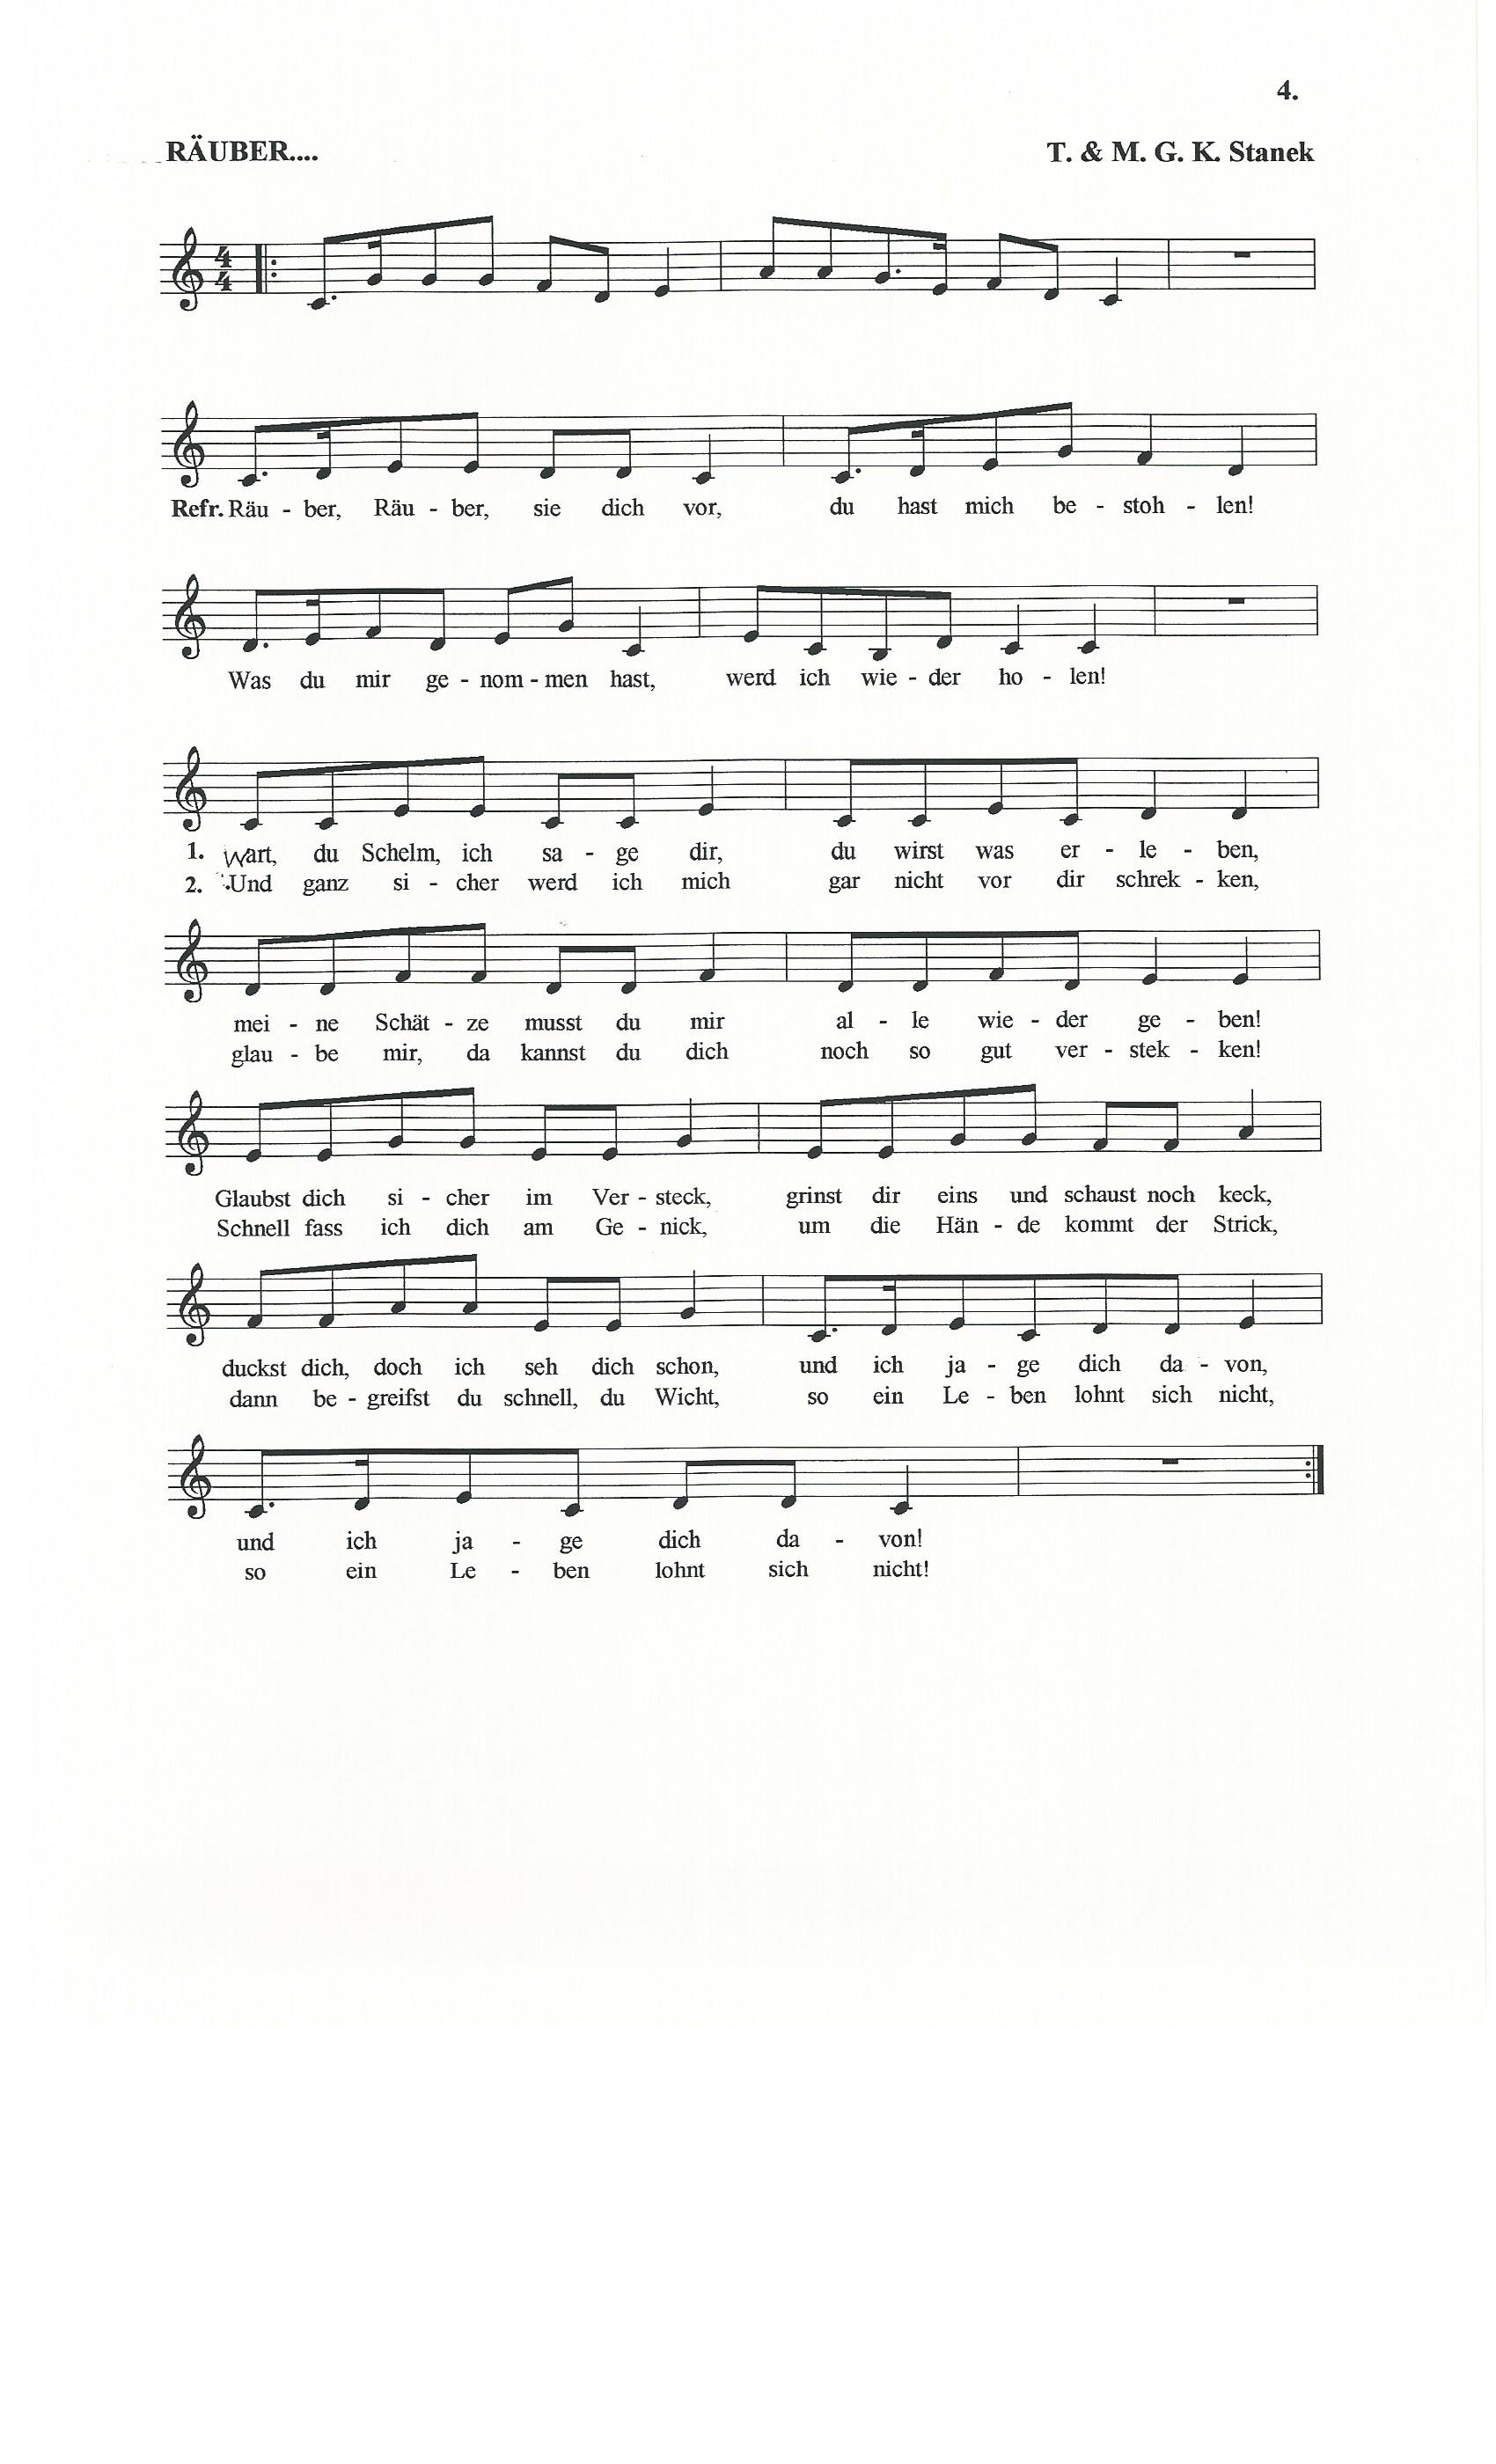 4.
RÄUBER.... T. & M. G. K. Stanek
4
4
Refr. Räu - ber, Räu - ber, sie dich vor, du hast mich be - stoh - len!
Was du mir ge - nom - men hast, werd ich wie - der ho - len!
1. Wart, du Schelm, ich sa - ge dir, du wirst was er - le - ben,
2. Und ganz si - cher werd ich mich gar nicht vor dir schrek - ken,
mei - ne Schät - ze musst du mir al - le wie - der ge - ben!
glau - be mir, da kannst du dich noch so gut ver - stek - ken!
Glaubst dich si - cher im Ver - steck, grinst dir eins und schaust noch keck,
Schnell fass ich dich am Ge - nick, um die Hän - de kommt der Strick,
duckst dich, doch ich seh dich schon, und ich ja - ge dich da - von,
dann be - greifst du schnell, du Wicht, so ein Le - ben lohnt sich nicht,
und ich ja - ge dich da - von!
so ein Le - ben lohnt sich nicht!